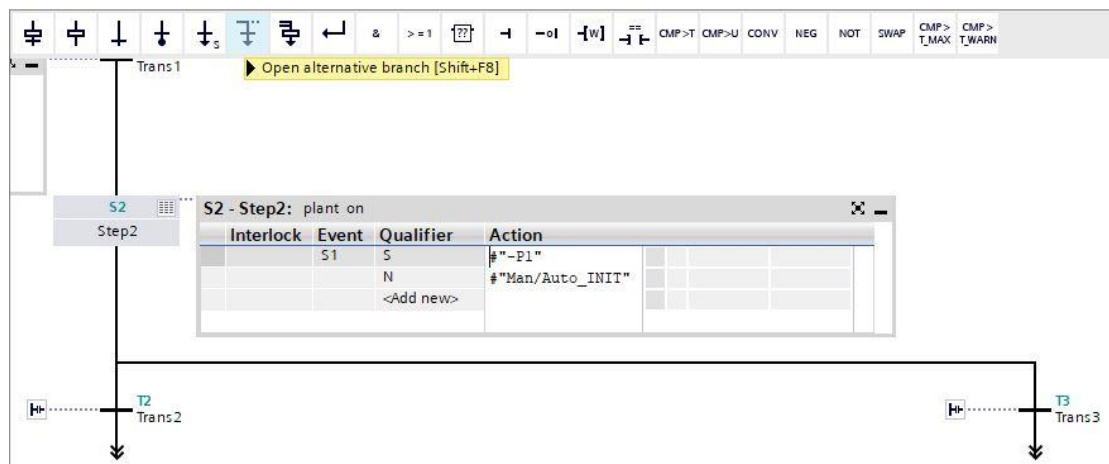 S
&
>=1
??
[W]
==
CMP>T
CMP>U
CONV
NEG
NOT
SWAP
CMP>
T_MAX
CMP>
T_WARN
Trans1
Open alternative branch [Shift+F8]
S2
Step2
S2 - Step2: plant on
Interlock Event Qualifier Action
S1 S #"-P1"
N #"Man/Auto_INIT"
<Add new>
T2
Trans2
T3
Trans3